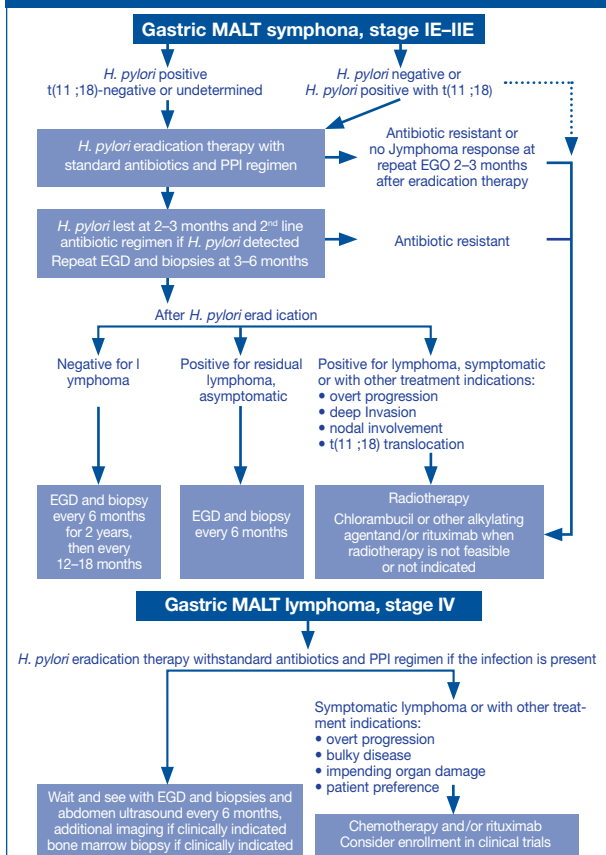 Gastric MALT symphona, stage IE–IIE
H. pylori positive
t(11 ;18)-negative or undetermined
H. pylori negative or
H. pylori positive with t(11 ;18)
H. pylori eradication therapy with
standard antibiotics and PPI regimen
Antibiotic resistant or
no Jymphoma response at
repeat EGO 2–3 months
after eradication therapy
H. pylori lest at 2–3 months and 2nd line
antibiotic regimen if H. pylori detected
Repeat EGD and biopsies at 3–6 months
Antibiotic resistant
After H. pylori erad ication
Negative for l
ymphoma
Positive for residual
lymphoma,
asymptomatic
Positive for lymphoma, symptomatic
or with other treatment indications:
• overt progression
• deep Invasion
• nodal involvement
• t(11 ;18) translocation
EGD and biopsy
every 6 months
for 2 years,
then every
12–18 months
EGD and biopsy
every 6 months
Radiotherapy
Chlorambucil or other alkylating
agentand/or rituximab when
radiotherapy is not feasible
or not indicated
Gastric MALT lymphoma, stage IV
H. pylori eradication therapy withstandard antibiotics and PPI regimen if the infection is present
Symptomatic lymphoma or with other treat-
ment indications:
• overt progression
• bulky disease
• impending organ damage
• patient preference
Wait and see with EGD and biopsies and
abdomen ultrasound every 6 months,
additional imaging if clinically indicated
bone marrow biopsy if clinically indicated
Chemotherapy and/or rituximab
Consider enrollment in clinical trials